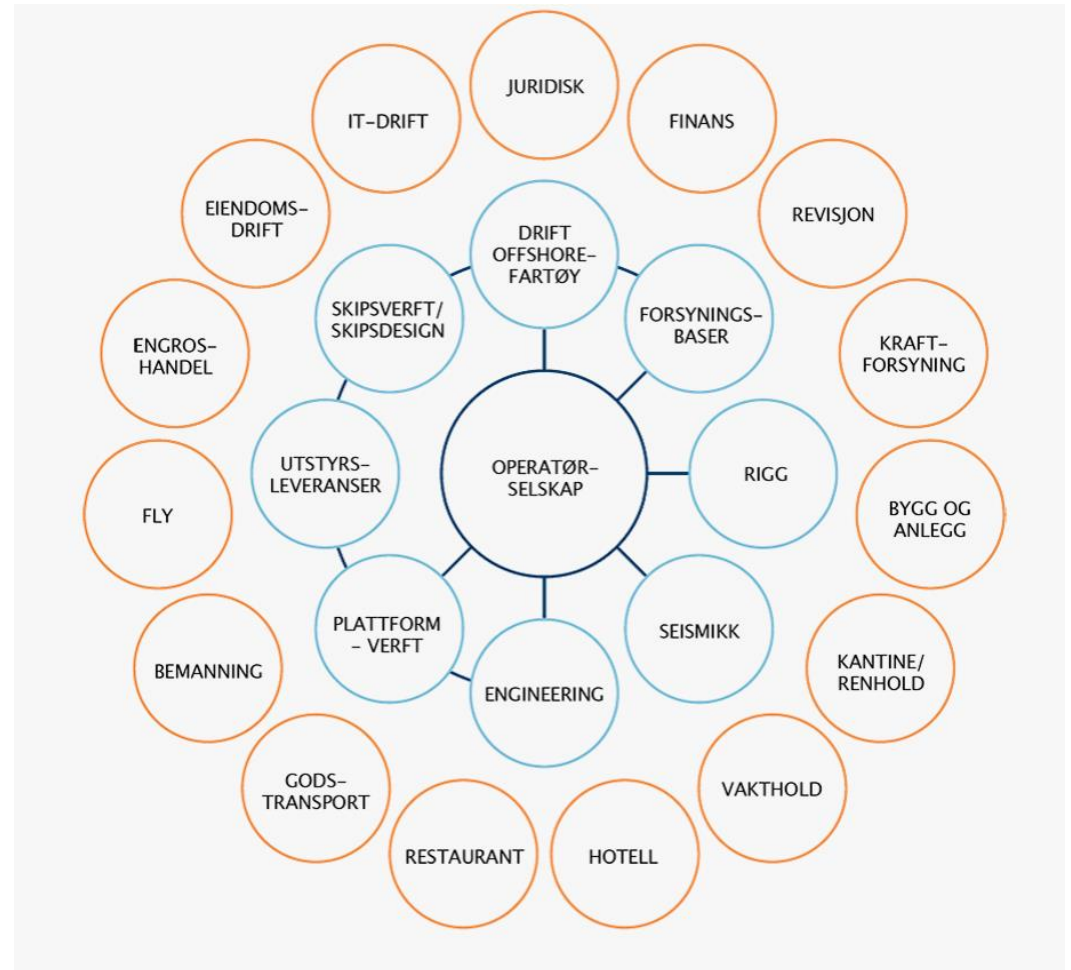 JURIDISK
IT-DRIFT
FINANS
EIENDOMS-
DRIFT
REVISJON
DRIFT
OFFSHORE-
FARTØY
SKIPSVERFT/
SKIPSDESIGN
FORSYNINGS-
BASER
ENGROS-
HANDEL
KRAFT-
FORSYNING
UTSTYRS-
LEVERANSER
OPERATØR-
SELSKAP
RIGG
FLY
BYGG OG
ANLEGG
PLATTFORM
- VERFT
SEISMIKK
BEMANNING
KANTINE/
RENHOLD
ENGINEERING
GODS-
TRANSPORT
VAKTHOLD
RESTAURANT
HOTELL